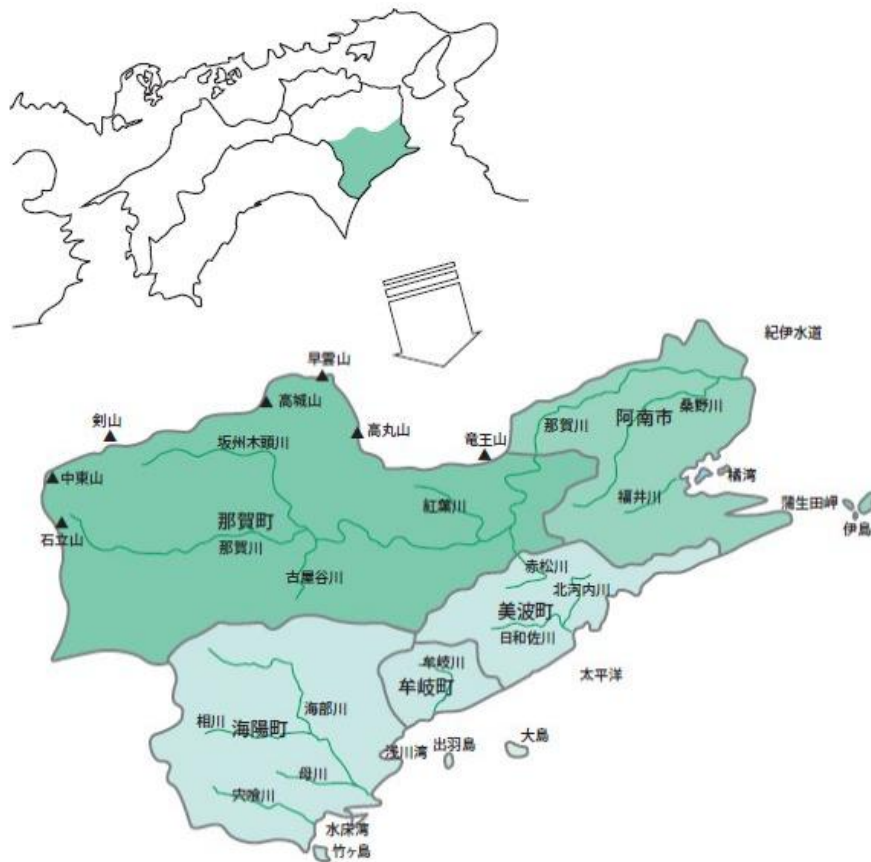 紀伊水道
早雲山
高城山
剣山
高丸山
竜王山
那賀川
阿南市
桑野川
坂州木頭川
中東山
橘湾
紅葉川
福井川
蒲生田岬
伊島
石立山
那賀町
那賀川
古屋谷川
赤松川
北河内川
美波町
日和佐川
牟岐川
牟岐町
太平洋
海部川
相川
海陽町
浅川湾
出羽島
大島
母川
宍喰川
水床湾
竹ヶ島